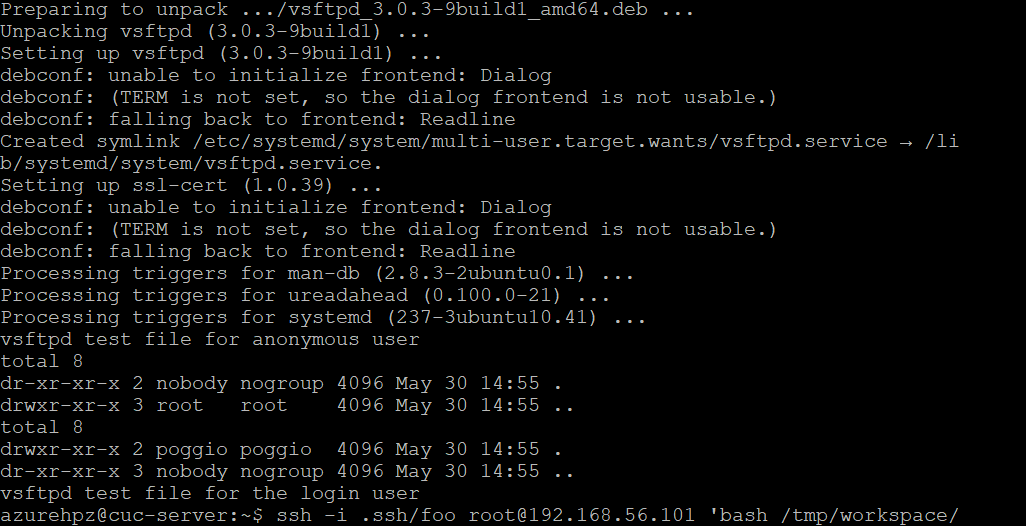 Preparing to unpack .../vsftpd_3.0.3-9build1_amd64.deb ...
Unpacking vsftpd (3.0.3-9build1) ...
Setting up vsftpd (3.0.3-9build1) ...
debconf: unable to initialize frontend: Dialog
debconf: (TERM is not set, so the dialog frontend is not usable.)
debconf: falling back to frontend: Readline
Created symlink /etc/systemd/system/multi-user.target.wants/vsftpd.service → /li
b/systemd/system/vsftpd.service.
Setting up ssl-cert (1.0.39) ...
debconf: unable to initialize frontend: Dialog
debconf: (TERM is not set, so the dialog frontend is not usable.)
debconf: falling back to frontend: Readline
Processing triggers for man-db (2.8.3-2ubuntu0.1) ...
Processing triggers for ureadahead (0.100.0-21) ...
Processing triggers for systemd (237-3ubuntu10.41) ...
vsftpd test file for anonymous user
total 8
dr-xr-xr-x 2 nobody nogroup 4096 May 30 14:55 .
drwxr-xr-x 3 root   root    4096 May 30 14:55 ..
total 8
drwxr-xr-x 2 poggio poggio  4096 May 30 14:55 .
dr-xr-xr-x 3 nobody nogroup 4096 May 30 14:55 ..
vsftpd test file for the login user
azurehpz@cuc-server:~$ ssh -i .ssh/foo root@192.168.56.101 'bash /tmp/workspace/